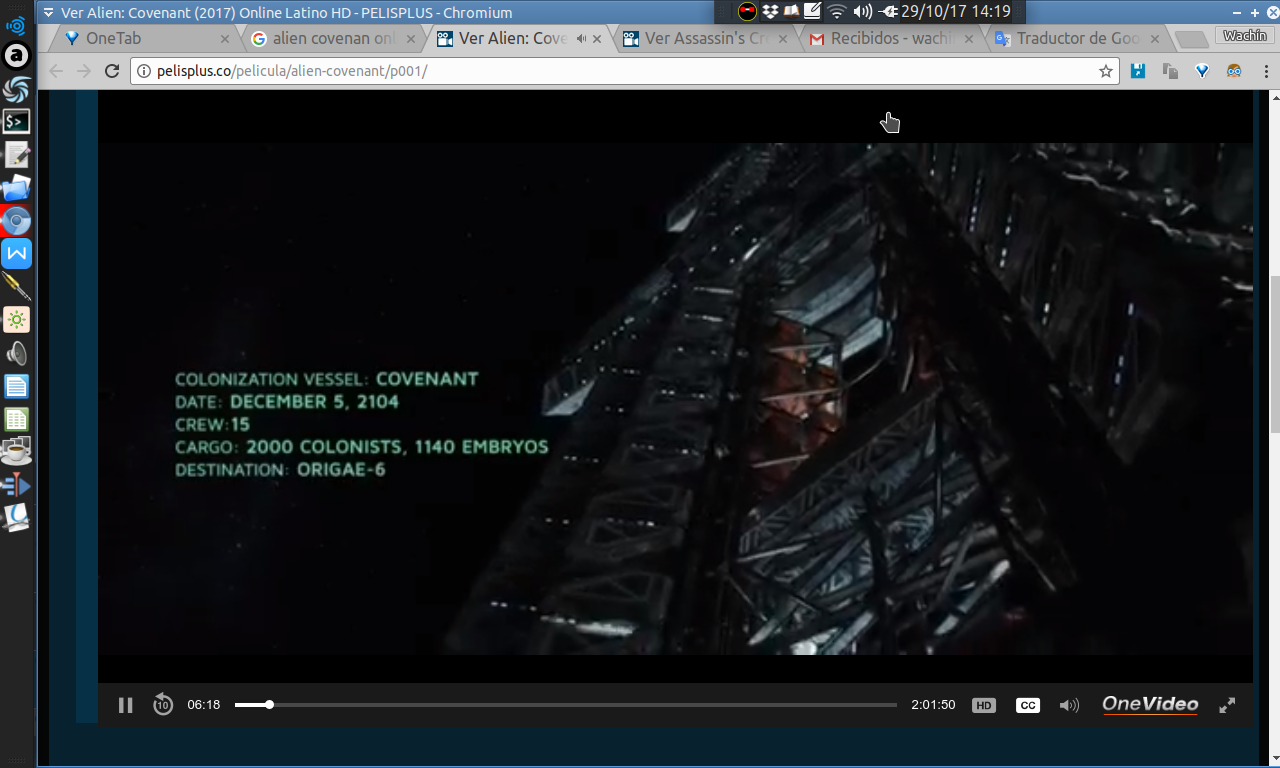 Ver Alien: Covenant (2017) Online Latino HD - PELISPLUS - Chromium
29/10/17 14:19
OneTab
alien covenan onl
Ver Alien: Cove
Ver Assassin's Cr
Recibidos - wachi
Traductor de Goo
Wachín
pelisplus.co/pelicula/alien-covenant/p001/
COLONIZATION VESSEL: COVENANT
DATE: DECEMBER 5, 2104
CREW:15
CARGO: 2000 COLONISTS, 1140 EMBRYOS
DESTINATION: ORIGAE-6
10
06:18
2:01:50
HD
CC
OneVideo